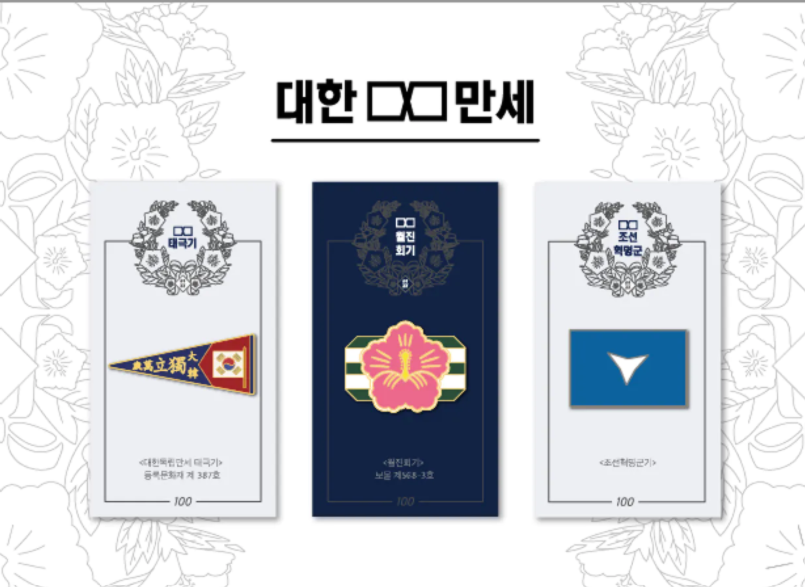 대한 □□ 만세
□□
태극기
大韓
獨立萬歲
<대한독립만세 태극기>
등록문화재 제 387호
100
□□
월진
회기
<월진회기>
보물 제568-3호
100
□□
조선
혁명군
<조선혁명군기>
100